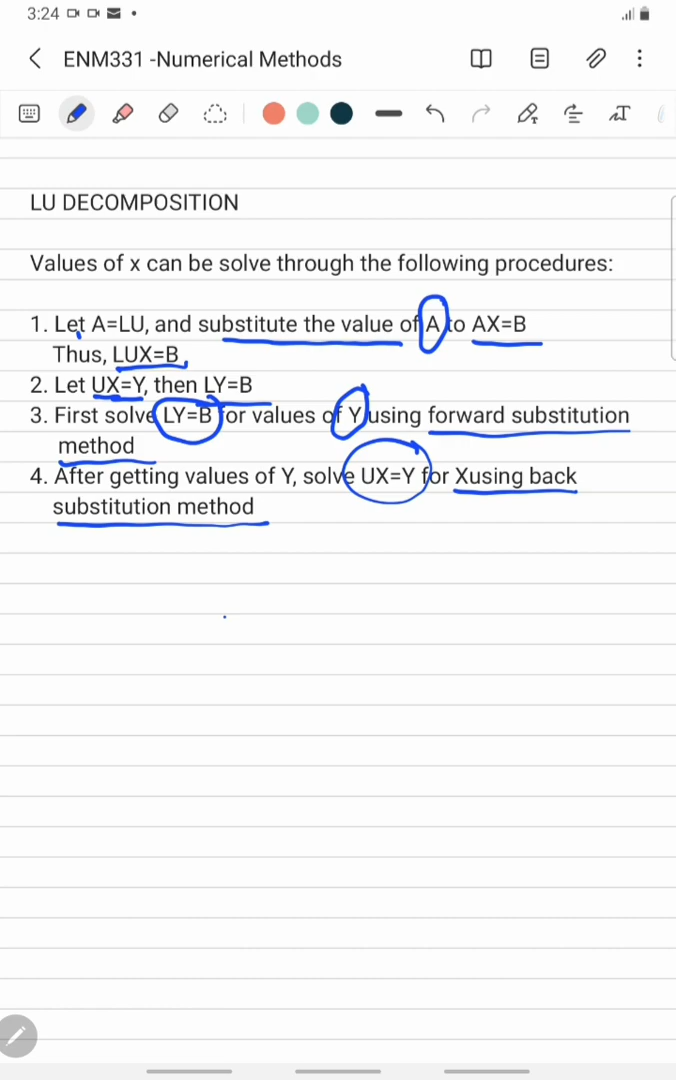 3:24
ENM331 -Numerical Methods
LU DECOMPOSITION
Values of x can be solve through the following procedures:
1. Let A=LU, and substitute the value of A to AX=B
Thus, LUX=B
2. Let UX=Y, then LY=B
3. First solve LY=B for values of Y using forward substitution
method
4. After getting values of Y, solve UX=Y for Xusing back
substitution method